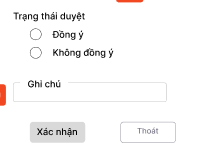 Trạng thái duyệt
Đồng ý
Không đồng ý
Ghi chú
Xác nhận
Thoát